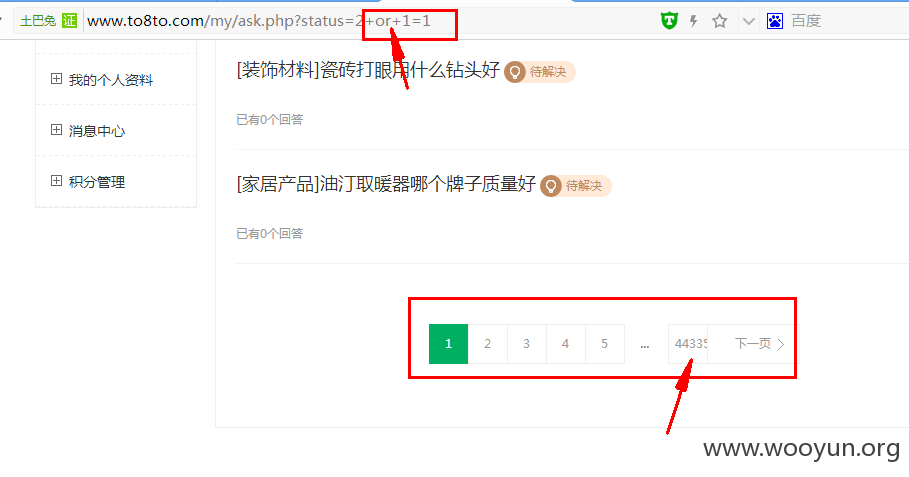 土巴兔 证 www.to8to.com/my/ask.php?status=2+or+1=1 百度
我的个人资料
消息中心
积分管理
[装饰材料]瓷砖打眼用什么钻头好 待解决
已有0个回答
[家居产品]油汀取暖器哪个牌子质量好 待解决
已有0个回答
1 2 3 4 5 ... 44335 下一页
www.wooyun.org